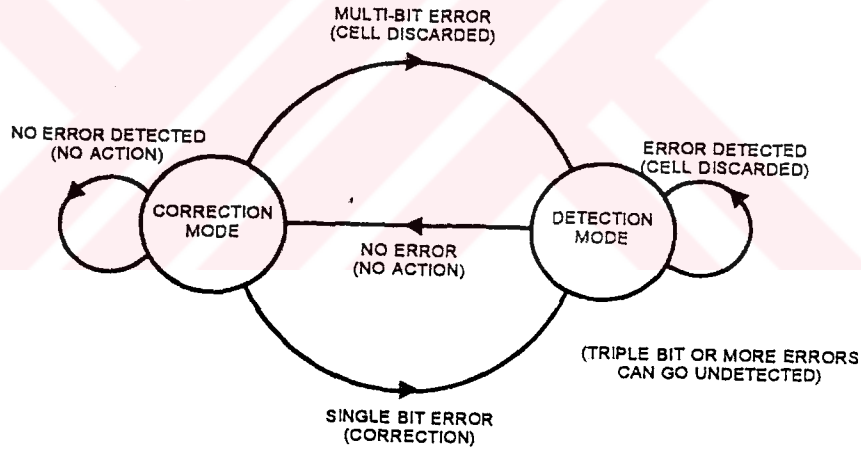 MULTI-BIT ERROR
(CELL DISCARDED)
NO ERROR DETECTED
(NO ACTION)
ERROR DETECTED
(CELL DISCARDED)
CORRECTION
MODE
DETECTION
MODE
NO ERROR
(NO ACTION)
(TRIPLE BIT OR MORE ERRORS
CAN GO UNDETECTED)
SINGLE BIT ERROR
(CORRECTION)